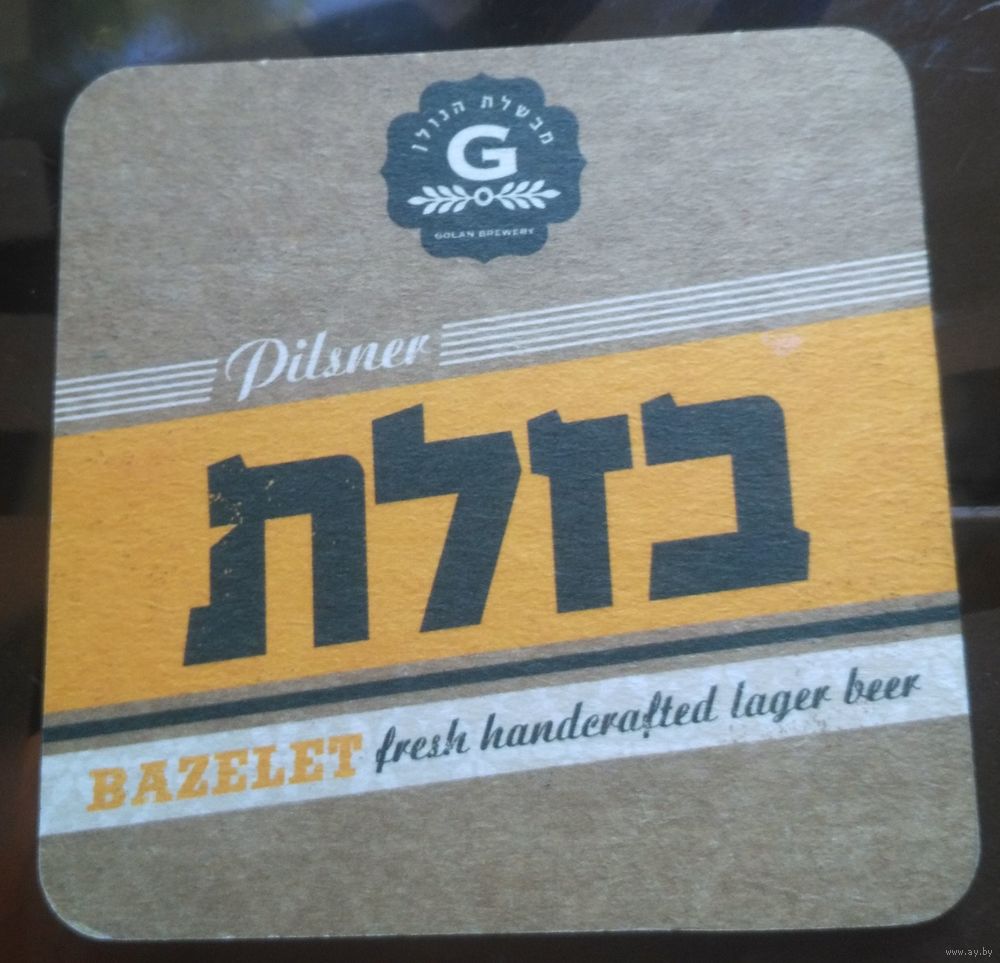 מבשלת הגולן
G
GOLAN BREWERY
Pilsner
בזלת
BAZELET fresh handcrafted lager beer
www.ay.by